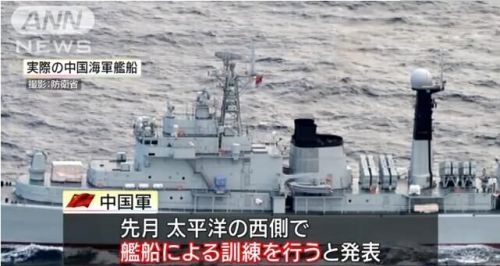 ANN
NEWS
実際の中国海軍艦船
撮影:防衛省
中国軍
先月 太平洋の西側で
艦船による訓練を行うと発表